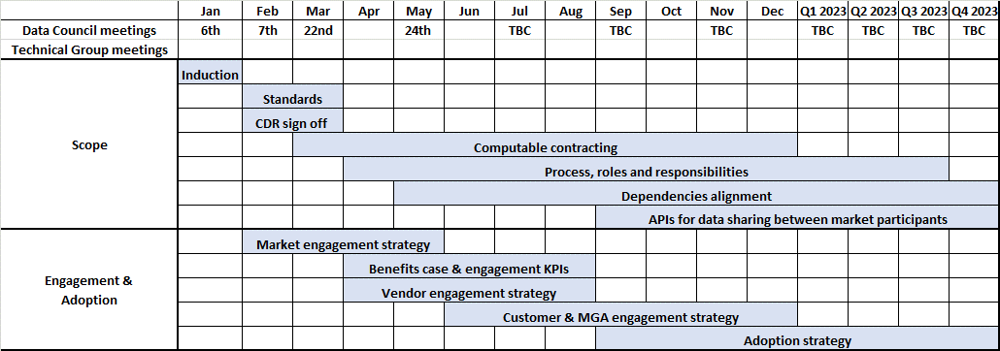 Jan Feb Mar Apr May Jun Jul Aug Sep Oct Nov Dec Q1 2023 Q2 2023 Q3 2023 Q4 2023
Data Council meetings 6th 7th 22nd 24th TBC TBC TBC TBC TBC TBC TBC
Technical Group meetings
Scope
Induction
Standards
CDR sign off
Computable contracting
Process, roles and responsibilities
Dependencies alignment
APIs for data sharing between market participants
Engagement &
Adoption
Market engagement strategy
Benefits case & engagement KPIs
Vendor engagement strategy
Customer & MGA engagement strategy
Adoption strategy